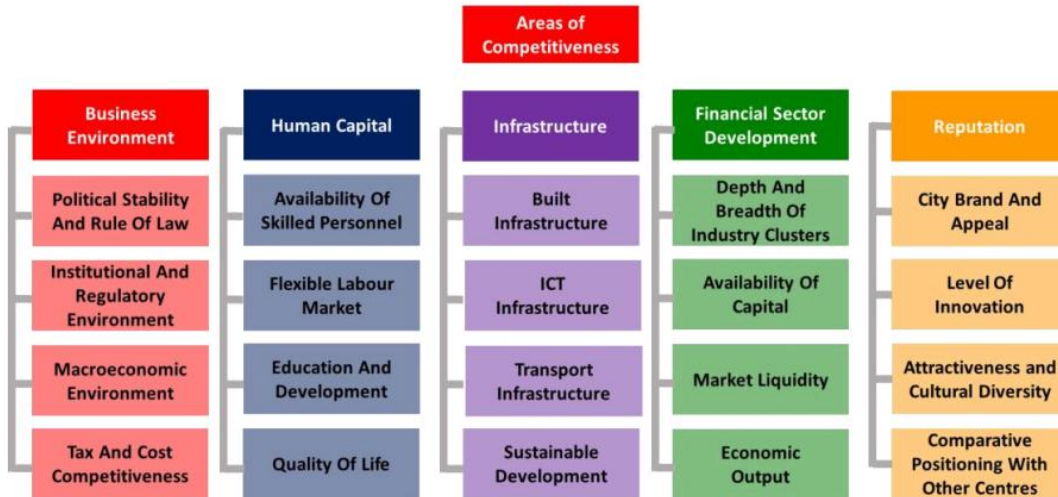 Areas of
Competitiveness
Business
Environment
Political Stability
And Rule Of Law
Institutional And
Regulatory
Environment
Macroeconomic
Environment
Tax And Cost
Competitiveness
Human Capital
Availability Of
Skilled Personnel
Flexible Labour
Market
Education And
Development
Quality Of Life
Infrastructure
Built
Infrastructure
ICT
Infrastructure
Transport
Infrastructure
Sustainable
Development
Financial Sector
Development
Depth And
Breadth Of
Industry Clusters
Availability Of
Capital
Market Liquidity
Economic
Output
Reputation
City Brand And
Appeal
Level Of
Innovation
Attractiveness and
Cultural Diversity
Comparative
Positioning With
Other Centres